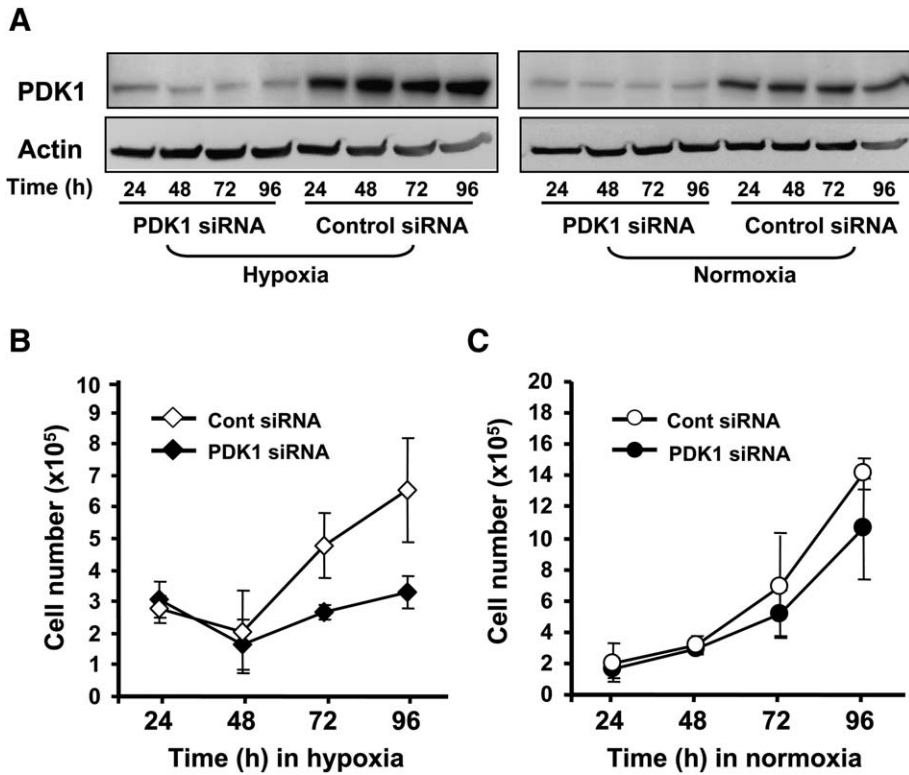 A
PDK1
Actin
Time (h) 24 48 72 96 24 48 72 96 24 48 72 96 24 48 72 96
PDK1 siRNA Control siRNA PDK1 siRNA Control siRNA
Hypoxia Normoxia
B
Cell number (x10⁵)
10
9
8
7
6
5
4
3
2
1
0
Cont siRNA
PDK1 siRNA
24 48 72 96
Time (h) in hypoxia
C
Cell number (x10⁵)
20
18
16
14
12
10
8
6
4
2
0
Cont siRNA
PDK1 siRNA
24 48 72 96
Time (h) in normoxia